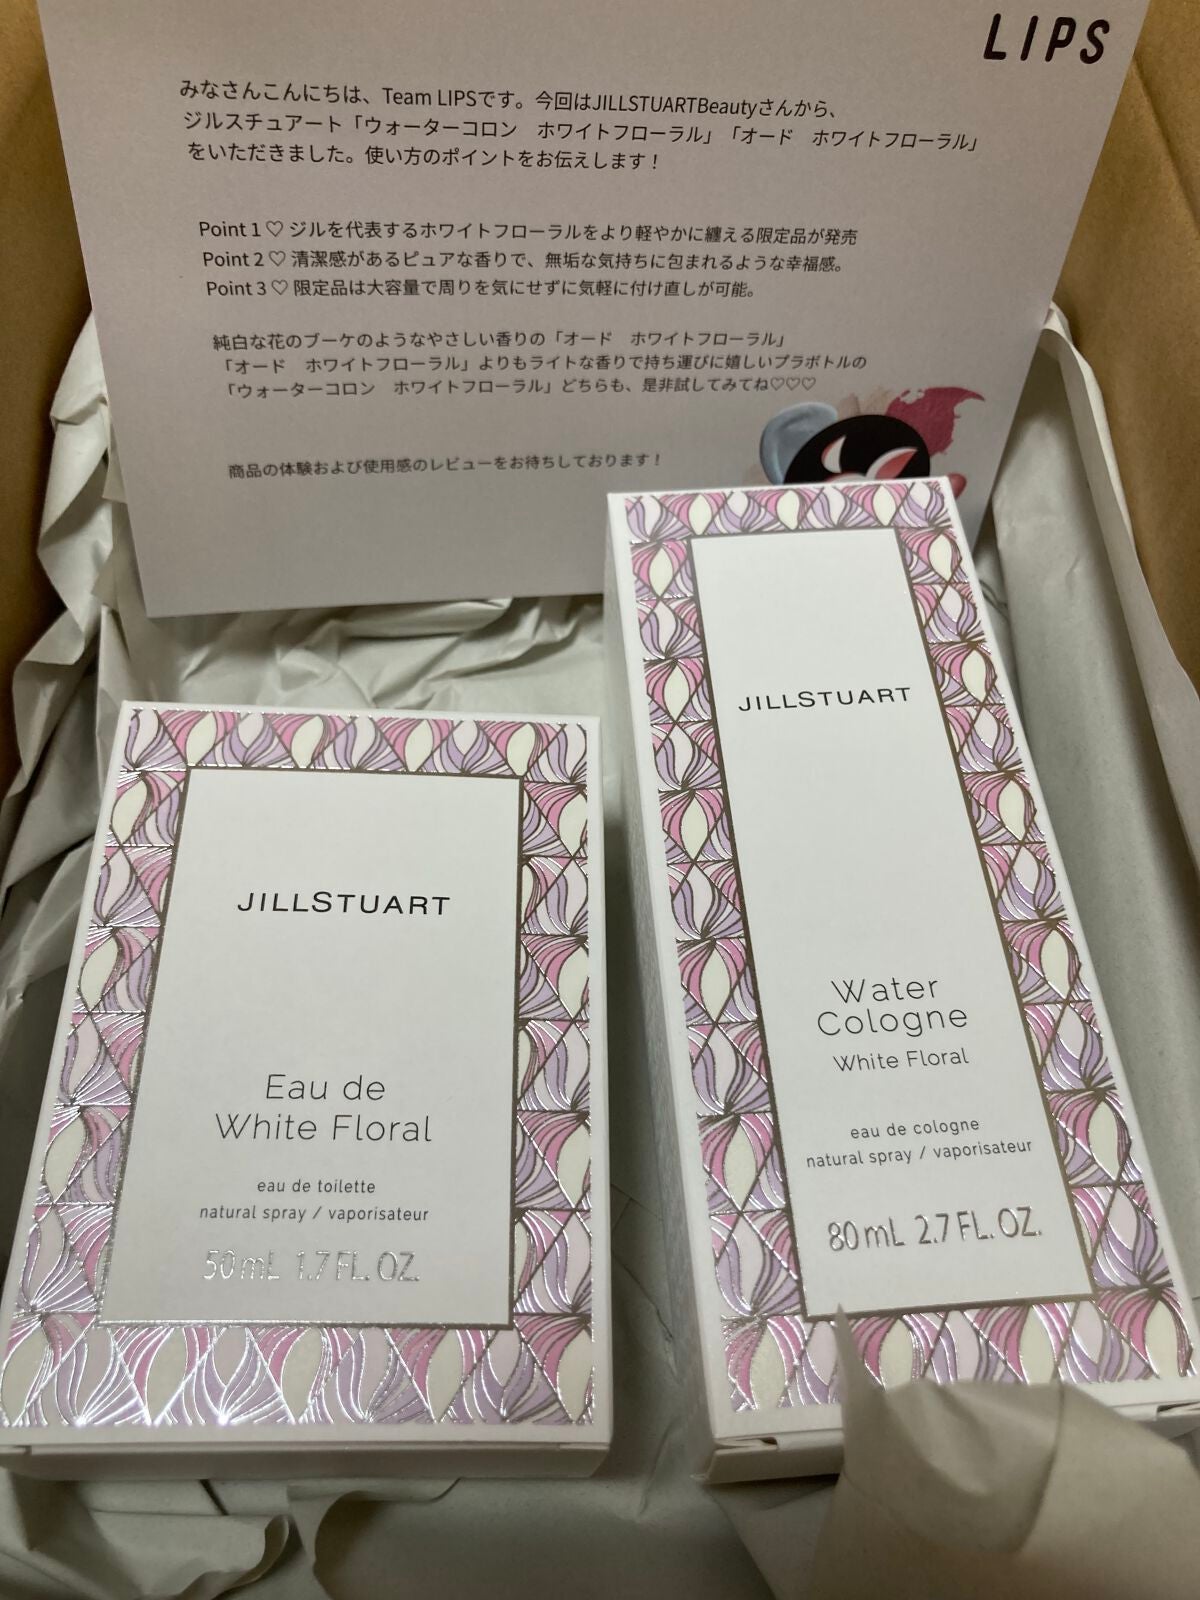 LIPS
みなさんこんにちは、Team LIPSです。今回はJILLSTUARTBeautyさんから、
ジルスチュアート「ウォーターコロン　ホワイトフローラル」「オード　ホワイトフローラル」
をいただきました。使い方のポイントをお伝えします！
Point 1 ♡ ジルを代表するホワイトフローラルをより軽やかに纏える限定品が発売
Point 2 ♡ 清潔感があるピュアな香りで、無垢な気持ちに包まれるような幸福感。
Point 3 ♡ 限定品は大容量で周りを気にせずに気軽に付け直しが可能。
純白な花のブーケのようなやさしい香りの「オード　ホワイトフローラル」
「オード　ホワイトフローラル」よりもライトな香りで持ち運びに嬉しいプラボトルの
「ウォーターコロン　ホワイトフローラル」どちらも、是非試してみてね♡♡♡
商品の体験および使用感のレビューをお待ちしております！
JILLSTUART
Eau de
White Floral
eau de toilette
natural spray / vaporisateur
50mL 1.7 FL. OZ.
JILLSTUART
Water
Cologne
White Floral
eau de cologne
natural spray / vaporisateur
80mL 2.7 FL. OZ.